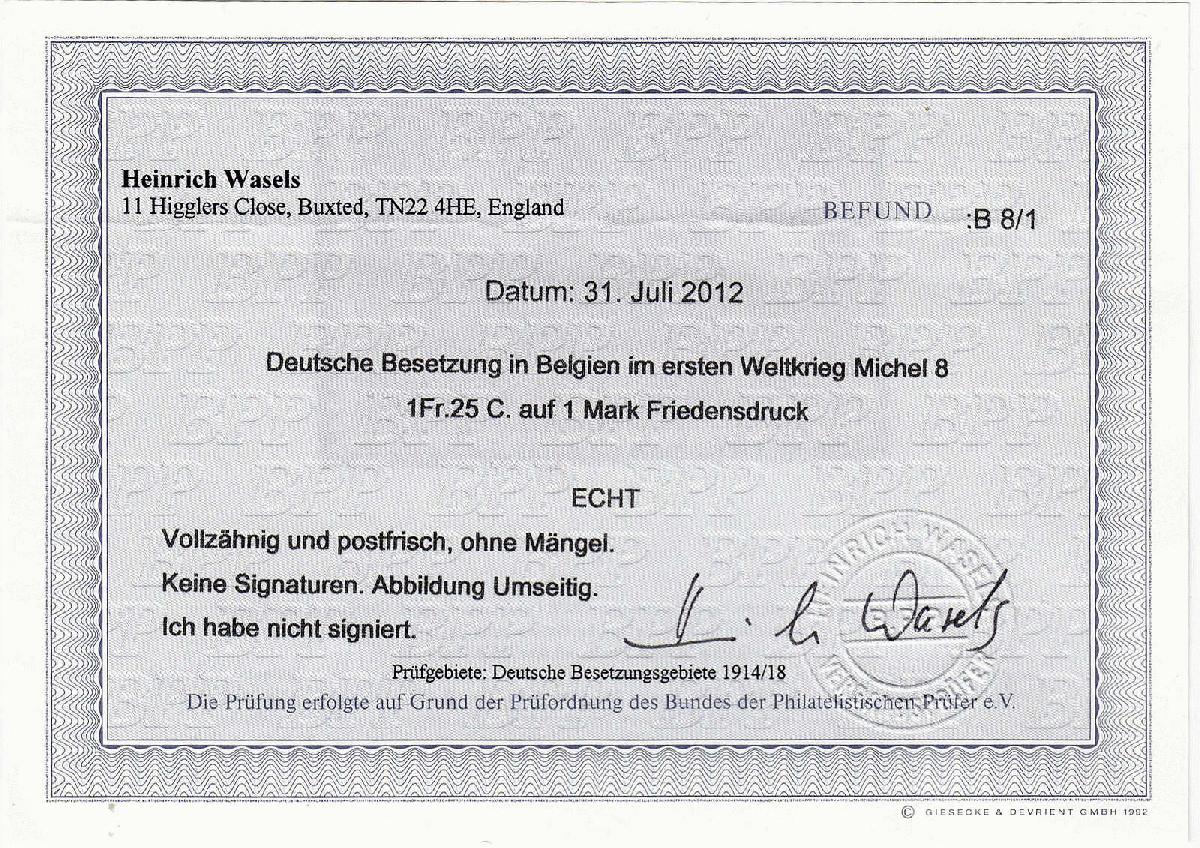 Heinrich Wasels
11 Higglers Close, Buxted, TN22 4HE, England
BEFUND :B 8/1
Datum: 31. Juli 2012
Deutsche Besetzung in Belgien im ersten Weltkrieg Michel 8
1Fr.25 C. auf 1 Mark Friedensdruck
ECHT
Vollzähnig und postfrisch, ohne Mängel.
Keine Signaturen. Abbildung Umseitig.
Ich habe nicht signiert.
HEINRICH WASELS
Wasels
Prüfgebiete: Deutsche Besetzungsgebiete 1914/18
Die Prüfung erfolgte auf Grund der Prüfordnung des Bundes der Philatelistischen Prüfer e.V.
© GIESECKE & DEVRIENT GMBH 1992